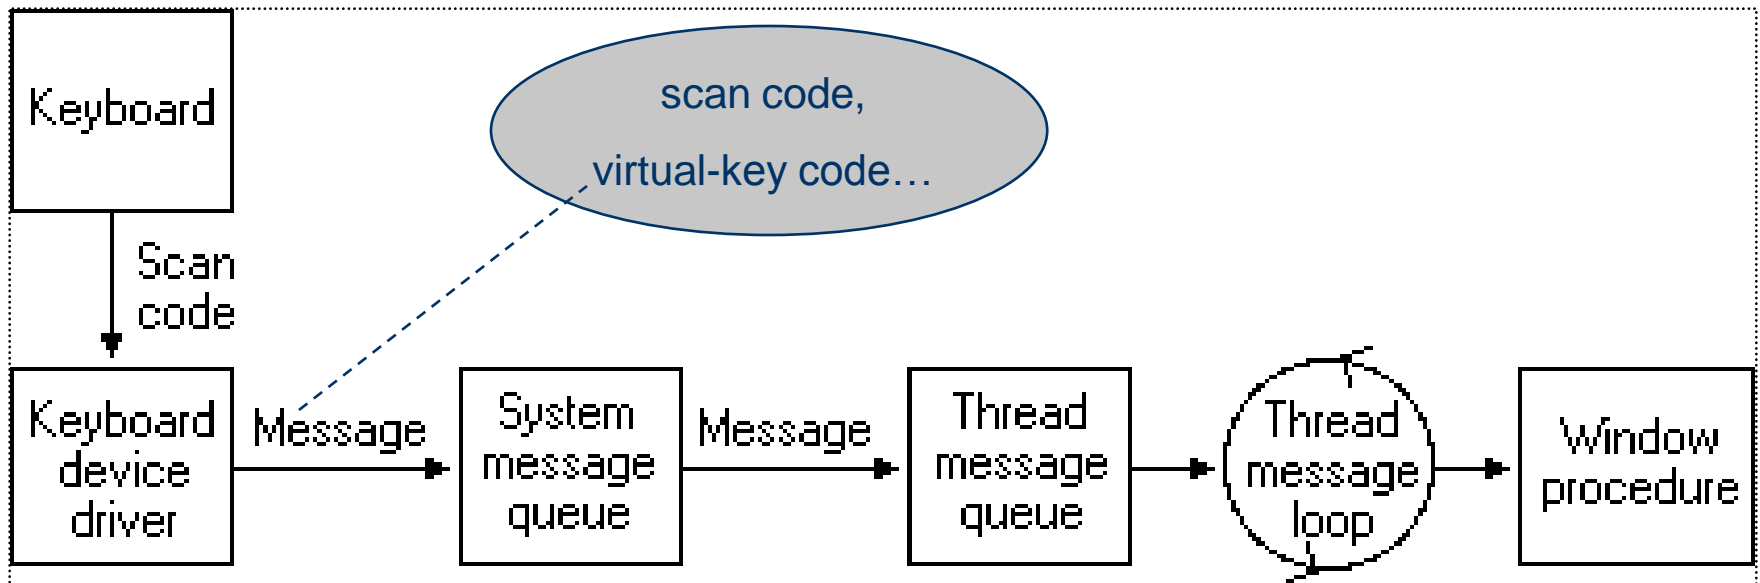 Keyboard
scan code,
virtual-key code…
Scan
code
Keyboard
device
driver
Message
System
message
queue
Message
Thread
message
queue
Thread
message
loop
Window
procedure